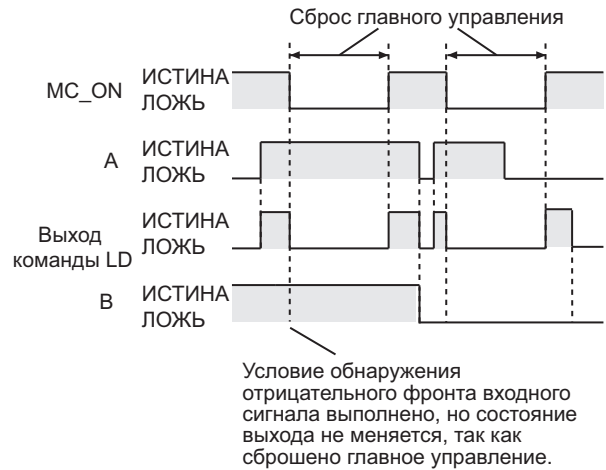 Сброс главного управления
MC_ON
ИСТИНА
ЛОЖЬ
A
ИСТИНА
ЛОЖЬ
Выход
команды LD
ИСТИНА
ЛОЖЬ
B
ИСТИНА
ЛОЖЬ
Условие обнаружения
отрицательного фронта входного
сигнала выполнено, но состояние
выхода не меняется, так как
сброшено главное управление.